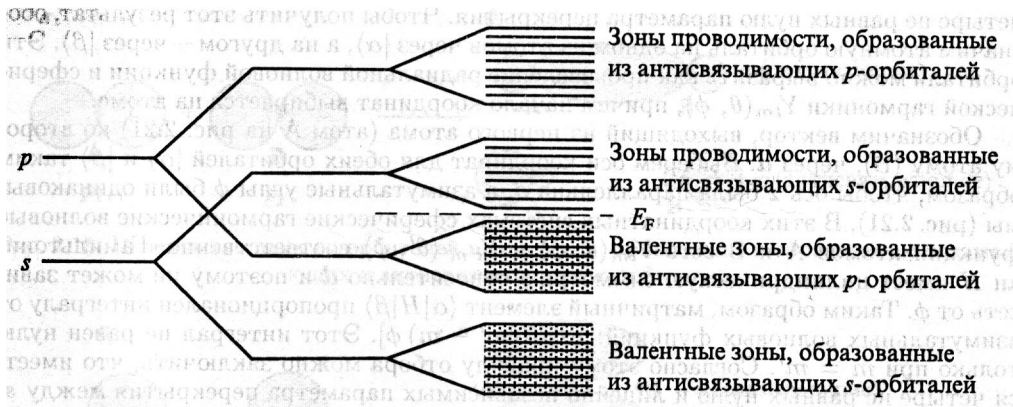 Зоны проводимости, образованные
из антисвязывающих p-орбиталей
p
Зоны проводимости, образованные
из антисвязывающих s-орбиталей
E_F
s
Валентные зоны, образованные
из антисвязывающих p-орбиталей
Валентные зоны, образованные
из антисвязывающих s-орбиталей